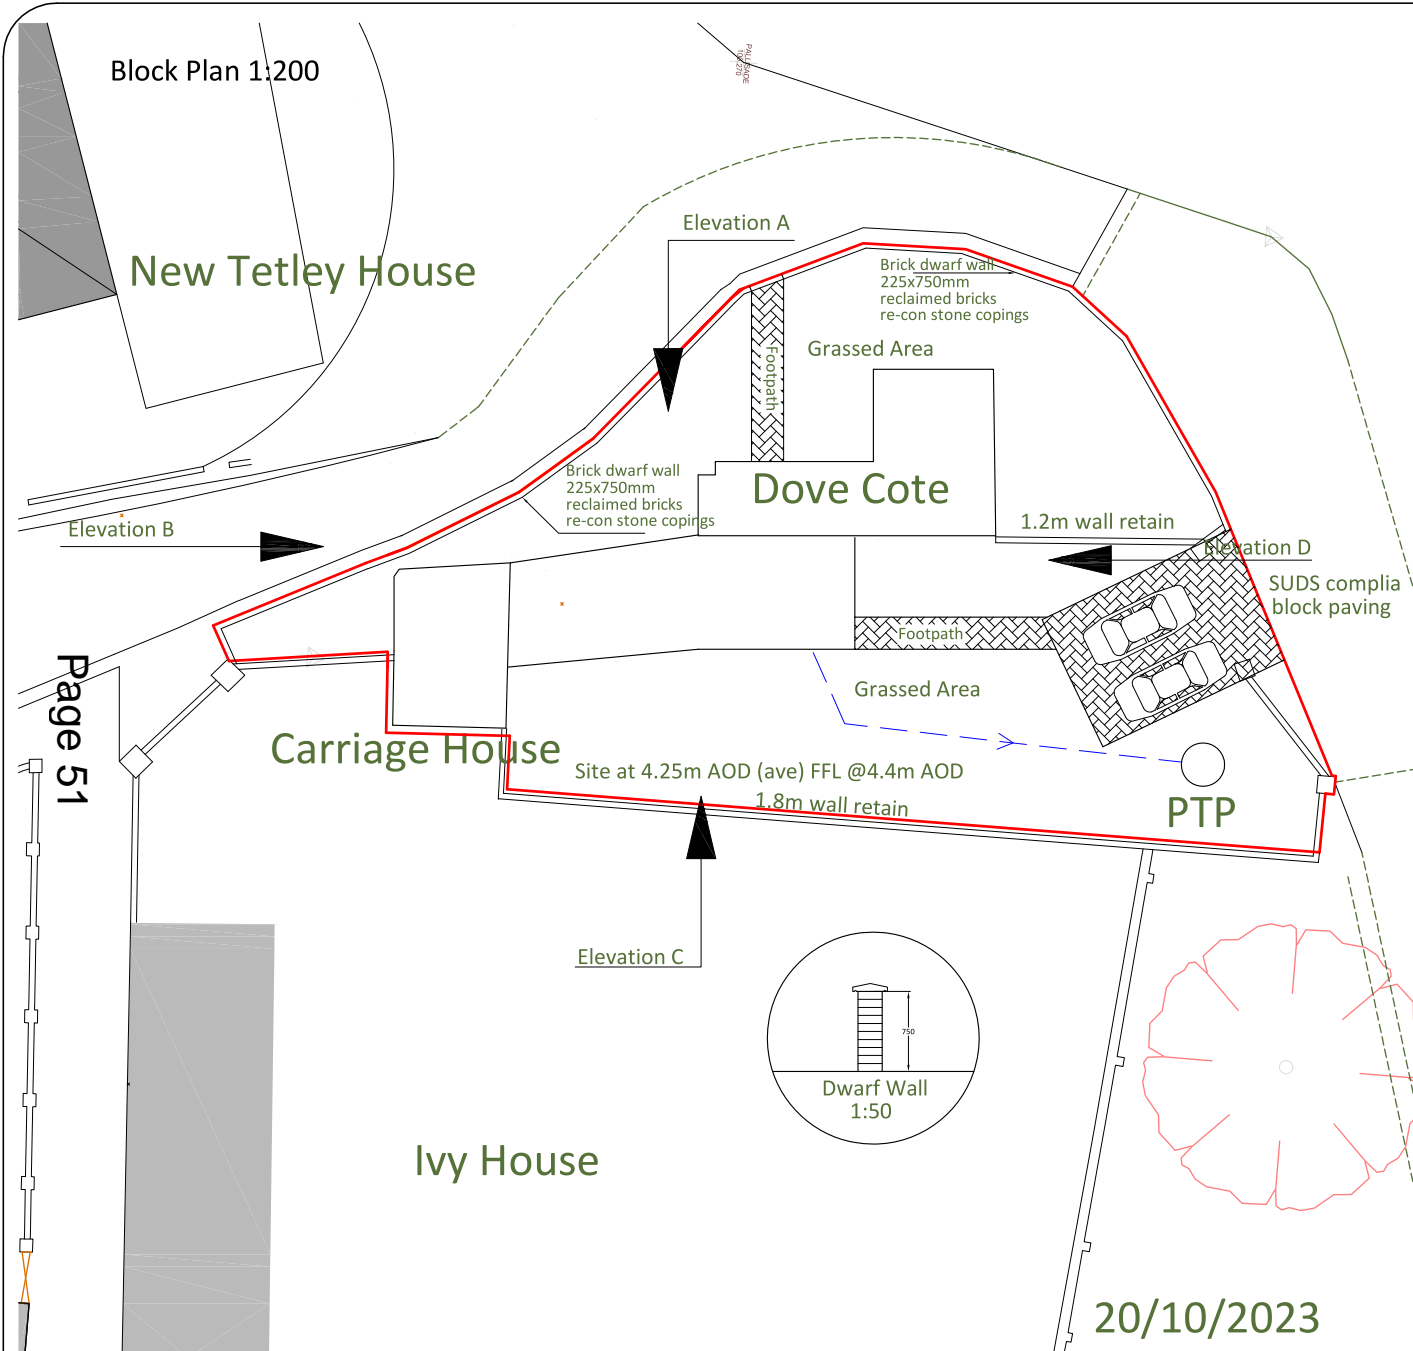 Block Plan 1:200
PALISADE
New Tetley House
Elevation A
Brick dwarf wall
225x750mm
reclaimed bricks
re-con stone copings
Footpath
Grassed Area
Brick dwarf wall
225x750mm
reclaimed bricks
re-con stone copings
Dove Cote
1.2m wall retain
Elevation B
Elevation D
SUDS complia
block paving
Footpath
Grassed Area
Page 51
Carriage House
Site at 4.25m AOD (ave) FFL @4.4m AOD
1.8m wall retain
PTP
Elevation C
750
Dwarf Wall
1:50
Ivy House
20/10/2023